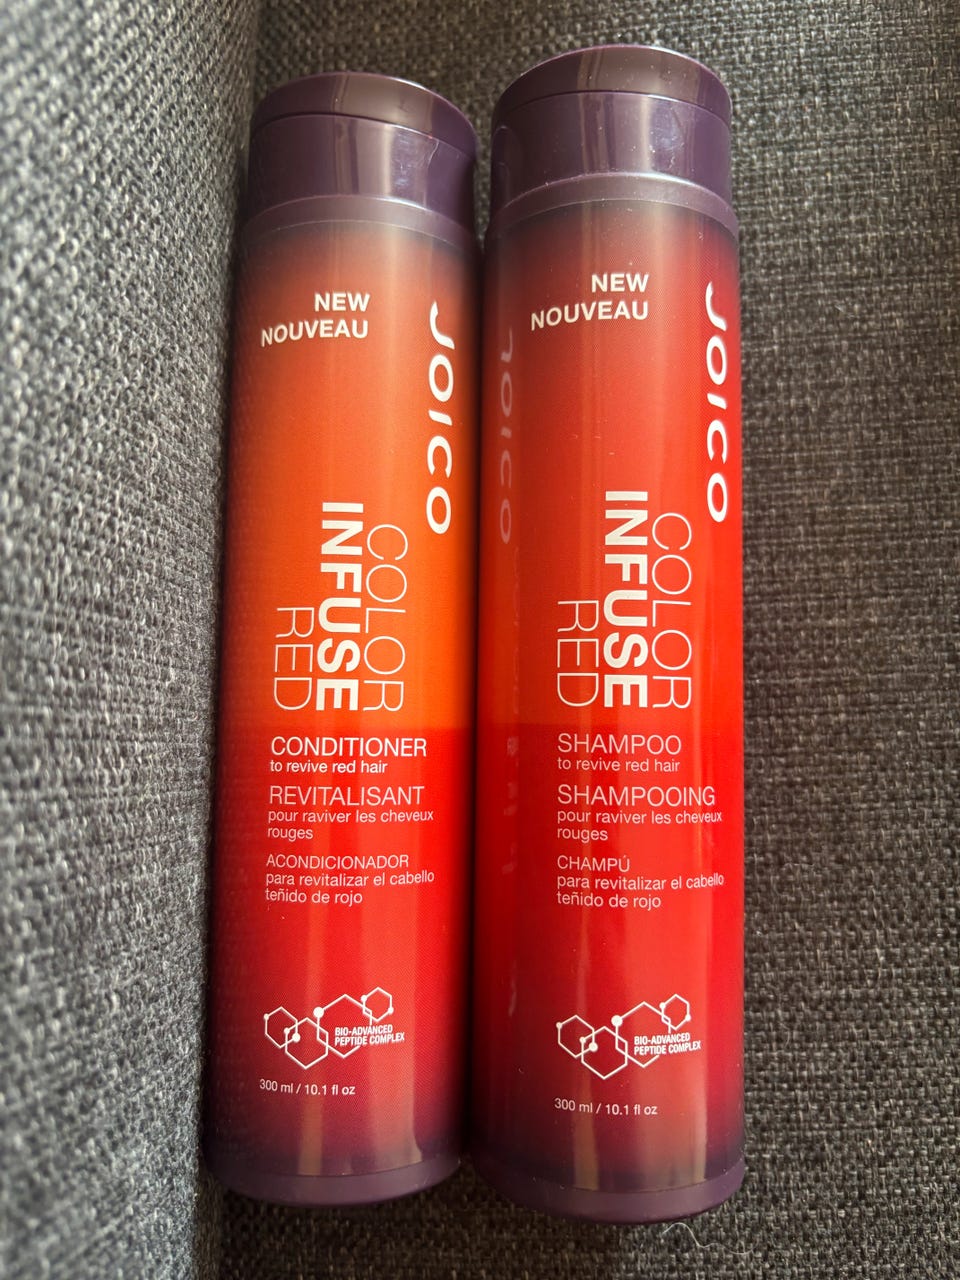 NEW
NOUVEAU
JOICO
COLOR
INFUSE
RED
CONDITIONER
to revive red hair
REVITALISANT
pour raviver les cheveux
rouges
ACONDICIONADOR
para revitalizar el cabello
teñido de rojo
BIO-ADVANCED
PEPTIDE COMPLEX
300 ml / 10.1 fl oz
NEW
NOUVEAU
JOICO
COLOR
INFUSE
RED
SHAMPOO
to revive red hair
SHAMPOOING
pour raviver les cheveux
rouges
CHAMPÚ
para revitalizar el cabello
teñido de rojo
BIO-ADVANCED
PEPTIDE COMPLEX
300 ml / 10.1 fl oz